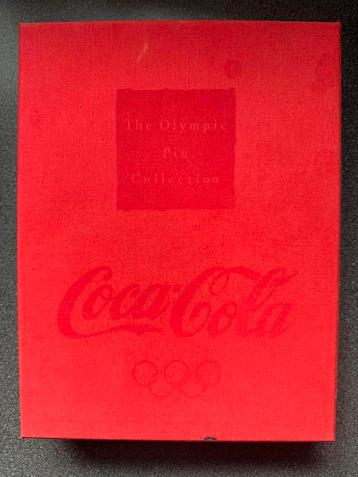 The Olympic
Pin
Collection
Coca-Cola